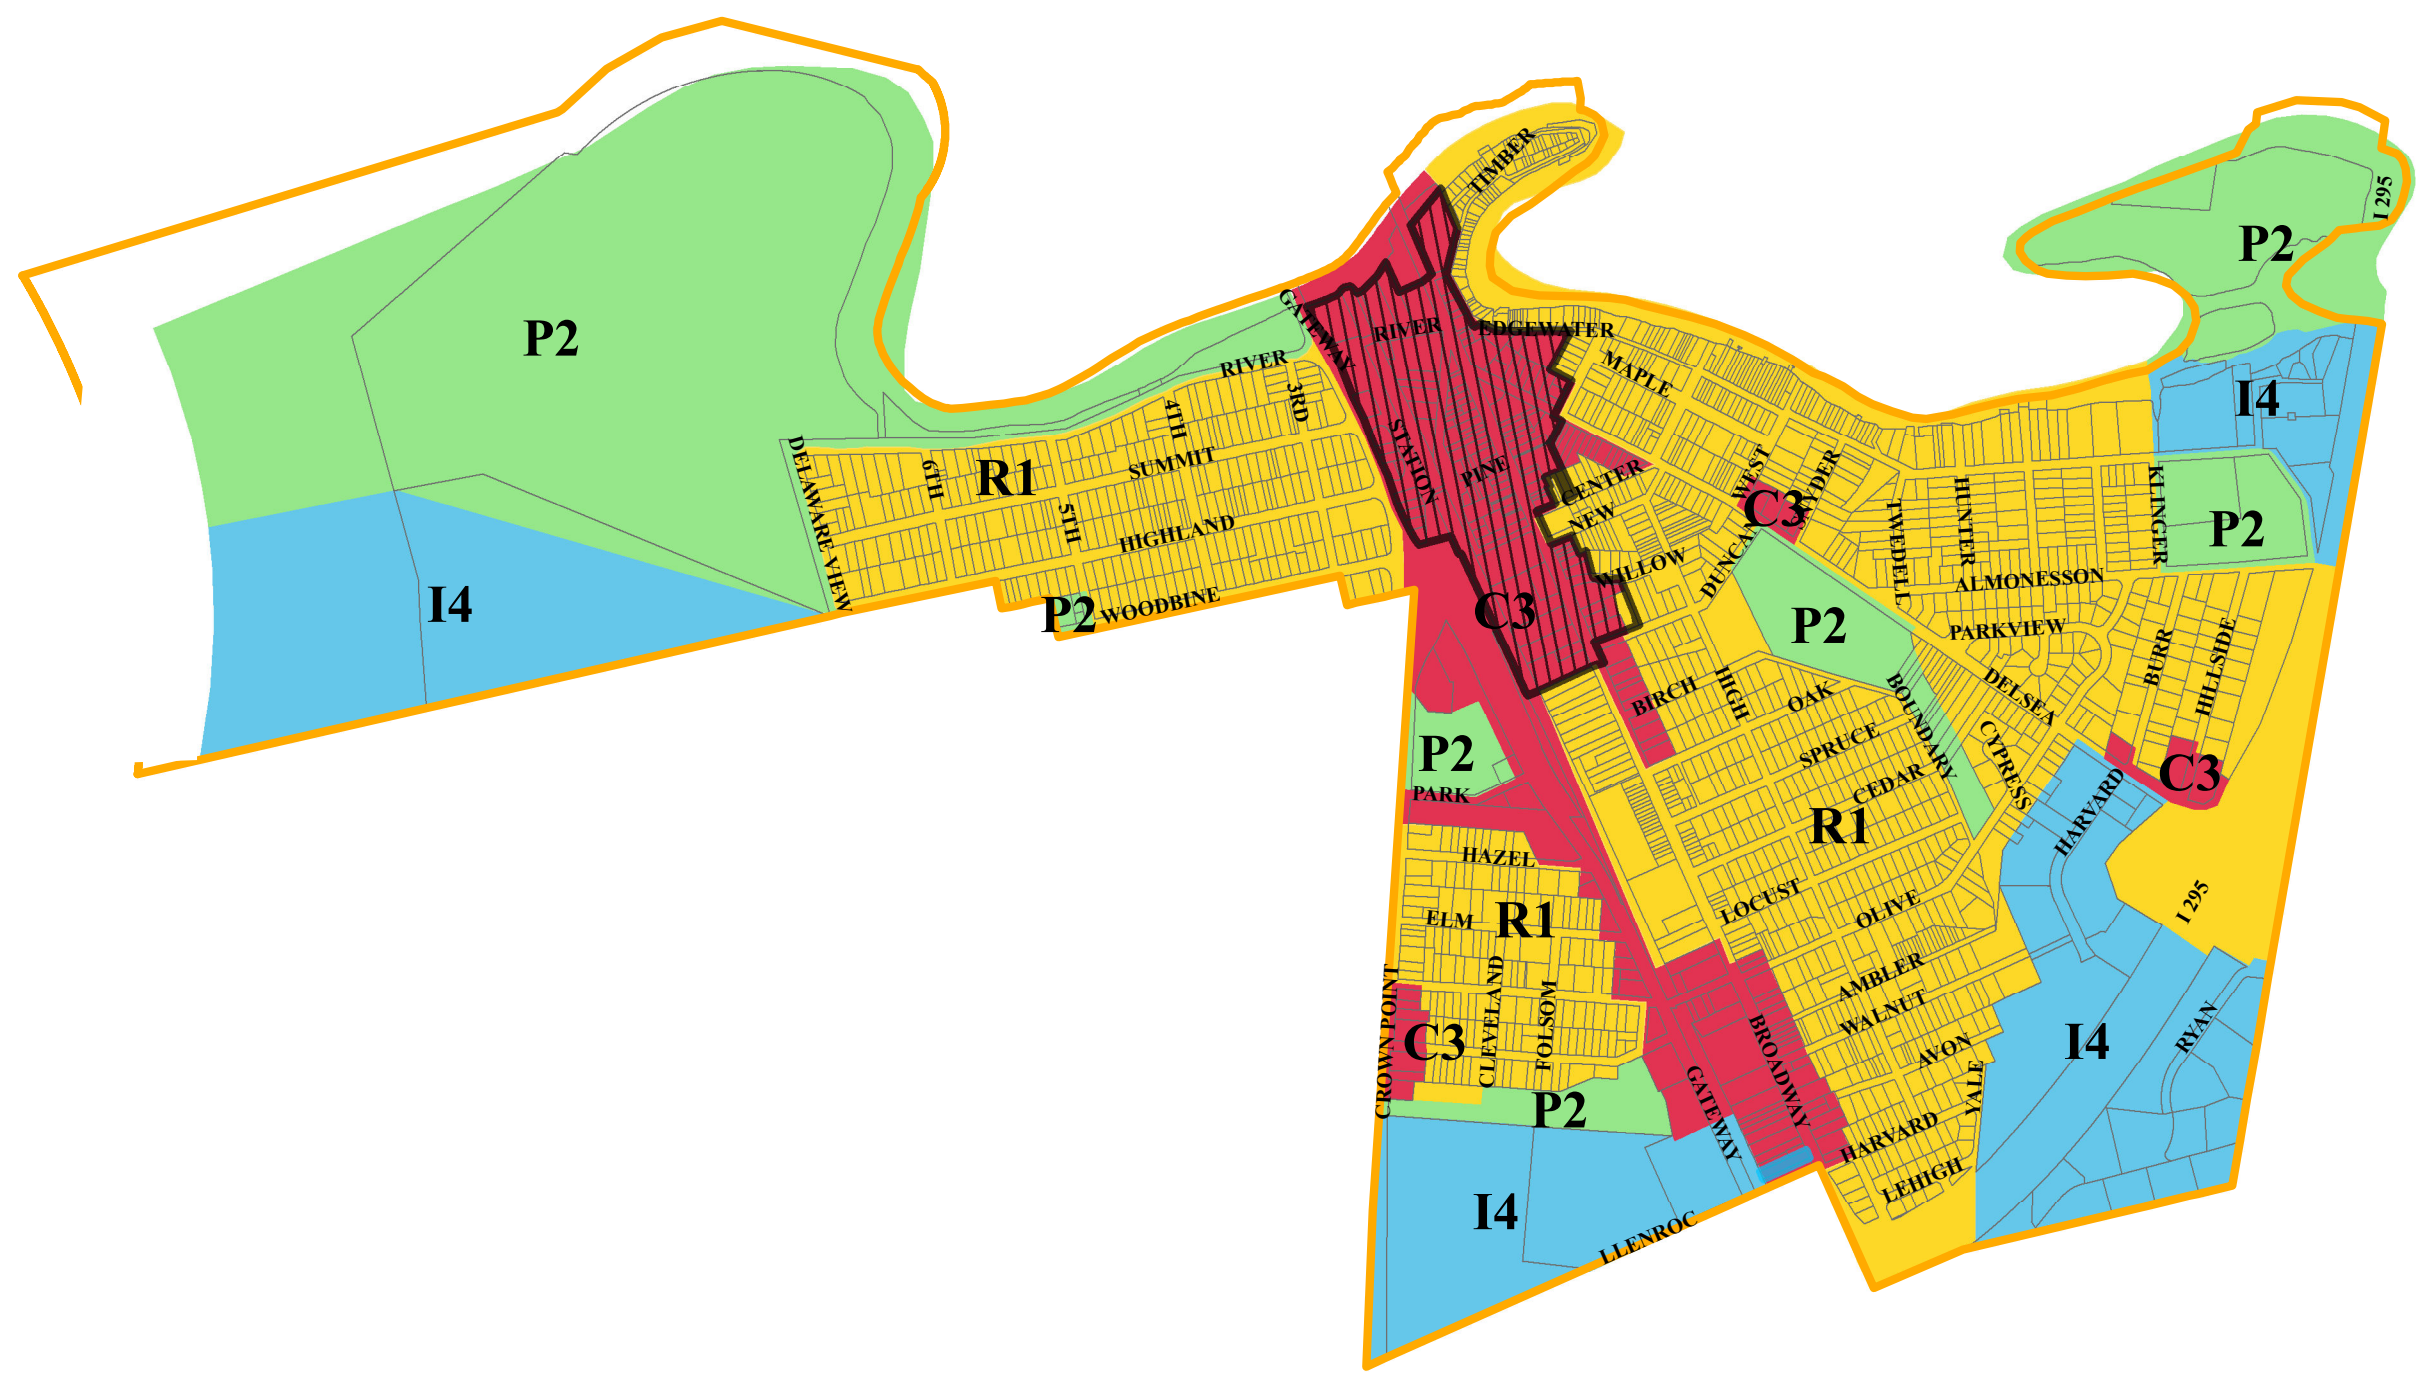 TIMBER
I 295
P2
P2
GATEWAY
RIVER
EDGEWATER
RIVER
MAPLE
3RD
I4
4TH
STATION
SUMMIT
6TH
R1
PINE
CENTER
WEST
SNYDER
C3
NEW
KLINGER
HUNTER
TWEDEL
P2
DELAWARE VIEW
5TH
HIGHLAND
WILLOW
DUNCAN
ALMONESSON
I4
P2
WOODBINE
C3
P2
PARKVIEW
BURR
HILLSIDE
BIRCH
HIGH
OAK
BOUNDARY
DELSEA
P2
SPRUCE
CYPRESS
C3
PARK
CEDAR
HARVARD
R1
HAZEL
ELM
R1
LOCUST
OLIVE
I 295
CROWN POINT
CLEVELAND
FOLSOM
AMBLER
WALNUT
C3
BROADWAY
AVON
I4
RYAN
YALE
P2
GATEWAY
HARVARD
LEHIGH
I4
LLENROC